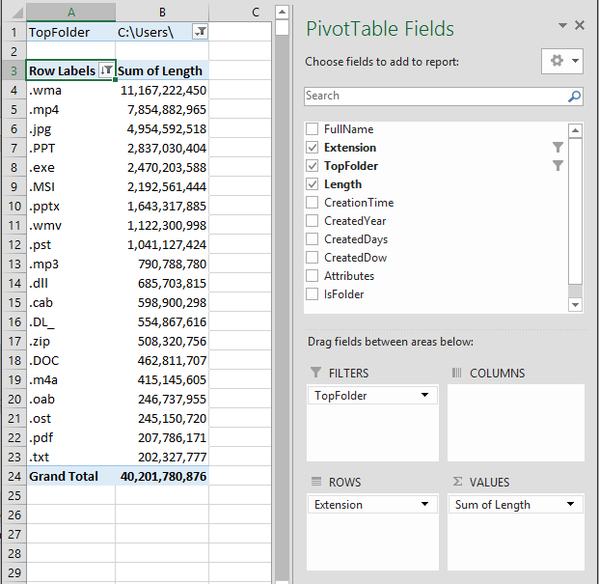 A B C
1 TopFolder C:\Users\
2
3 Row Labels Sum of Length
4 .wma 11,167,222,450
5 .mp4 7,854,882,965
6 .jpg 4,954,592,518
7 .PPT 2,837,030,404
8 .exe 2,470,203,588
9 .MSI 2,192,561,444
10 .pptx 1,643,317,885
11 .wmv 1,122,300,998
12 .pst 1,041,127,424
13 .mp3 790,788,780
14 .dll 685,703,815
15 .cab 598,900,298
16 .DL_ 554,867,616
17 .zip 508,320,756
18 .DOC 462,811,707
19 .m4a 415,145,605
20 .oab 246,737,955
21 .ost 245,150,720
22 .pdf 207,786,171
23 .txt 202,327,777
24 Grand Total 40,201,780,876
25
26
27
28
29
PivotTable Fields
Choose fields to add to report:
Search
FullName
Extension
TopFolder
Length
CreationTime
CreatedYear
CreatedDays
CreatedDow
Attributes
IsFolder
Drag fields between areas below:
FILTERS COLUMNS
TopFolder
ROWS Σ VALUES
Extension Sum of Length